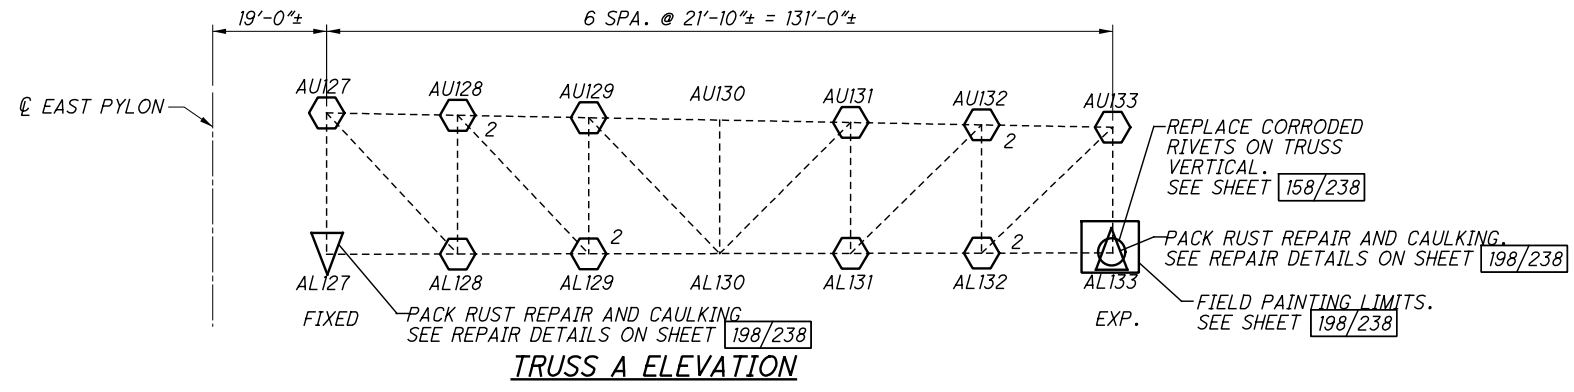 19'-0"±
6 SPA. @ 21'-10"± = 131'-0"±
℄ EAST PYLON
AU127
AU128
AU129
AU130
AU131
AU132
AU133
2
2
REPLACE CORRODED
RIVETS ON TRUSS
VERTICAL.
SEE SHEET 158/238
2
2
PACK RUST REPAIR AND CAULKING.
SEE REPAIR DETAILS ON SHEET 198/238
AL127
AL128
AL129
AL130
AL131
AL132
AL133
FIXED
EXP.
PACK RUST REPAIR AND CAULKING
SEE REPAIR DETAILS ON SHEET 198/238
FIELD PAINTING LIMITS.
SEE SHEET 198/238
TRUSS A ELEVATION